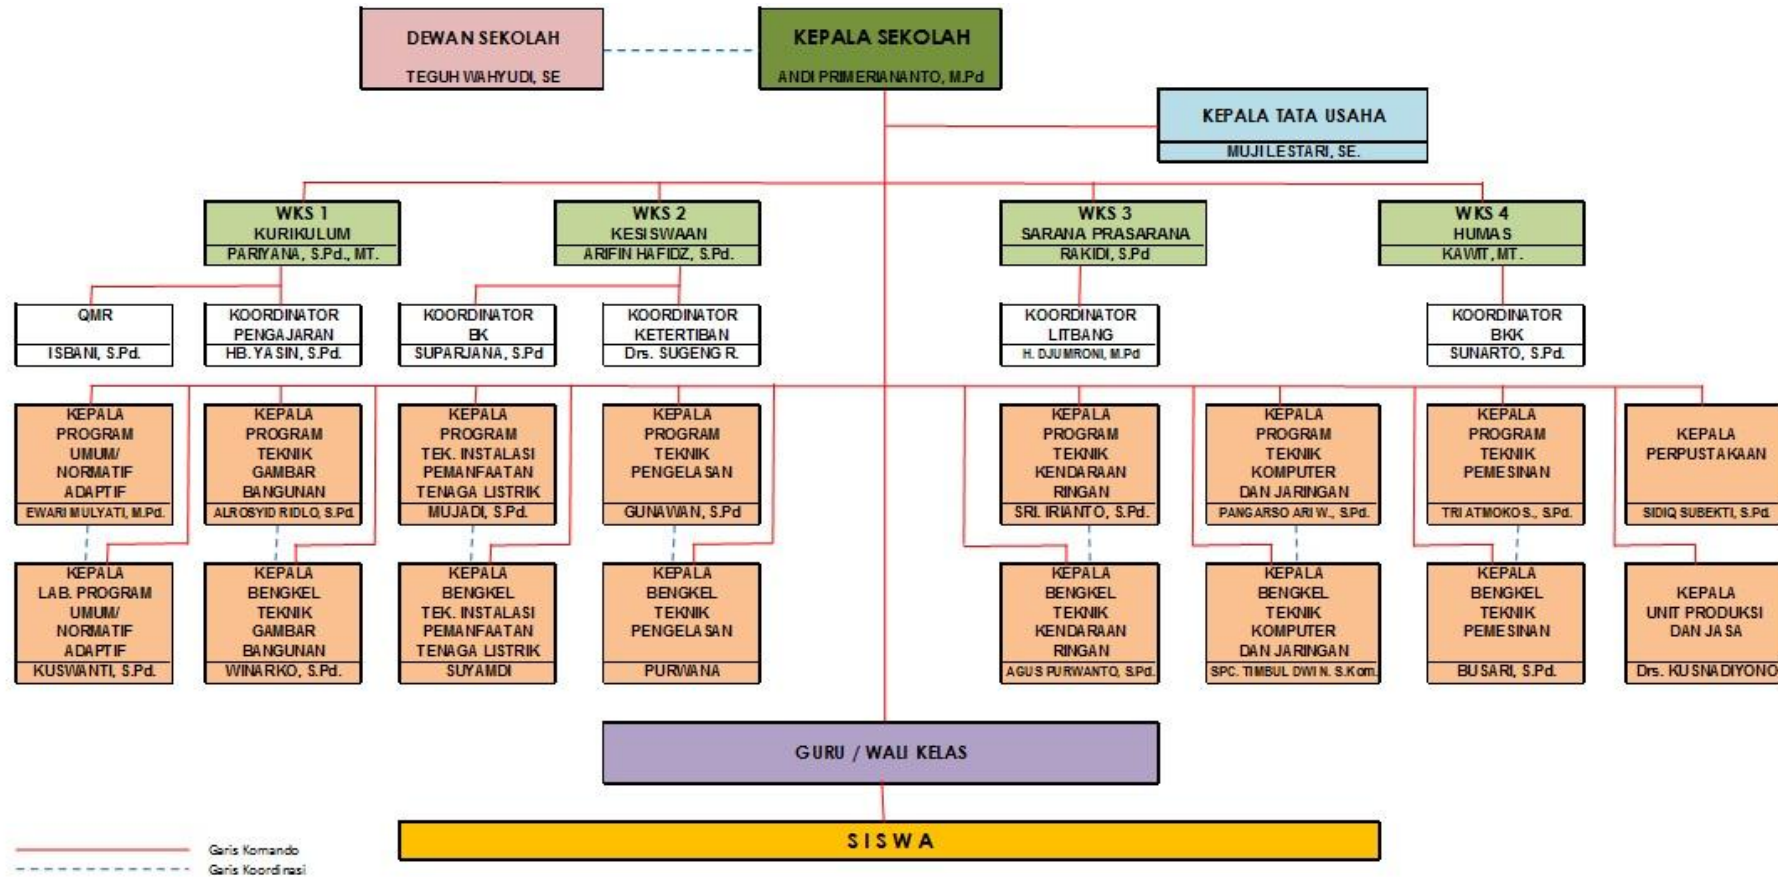 DEWAN SEKOLAH
TEGUH WAHYUDI, SE
KEPALA SEKOLAH
ANDI PRIMERIANANTO, M.Pd
KEPALA TATA USAHA
MUJI LESTARI, SE.
WKS 1
KURIKULUM
PARIYANA, S.Pd., MT.
WKS 2
KESISWAAN
ARIFIN HAFIDZ, S.Pd.
WKS 3
SARANA PRASARANA
RAKIDI, S.Pd
WKS 4
HUMAS
KAWIT, MT.
QMR
ISBANI, S.Pd.
KOORDINATOR
PENGAJARAN
HB. YASIN, S.Pd.
KOORDINATOR
BK
SUPARJANA, S.Pd
KOORDINATOR
KETERTIBAN
Drs. SUGENG R.
KOORDINATOR
LITBANG
H. DJUMRONI, M.Pd
KOORDINATOR
BKK
SUNARTO, S.Pd.
KEPALA
PROGRAM
UMUM/
NORMATIF
ADAPTIF
EWARI MULYATI, M.Pd.
KEPALA
PROGRAM
TEKNIK
GAMBAR
BANGUNAN
ALROSYID RIDLO, S.Pd.
KEPALA
PROGRAM
TEK. INSTALASI
PEMANFAATAN
TENAGA LISTRIK
MUJADI, S.Pd.
KEPALA
PROGRAM
TEKNIK
PENGELASAN
GUNAWAN, S.Pd
KEPALA
PROGRAM
TEKNIK
KENDARAAN
RINGAN
SRI. IRIANTO, S.Pd.
KEPALA
PROGRAM
TEKNIK
KOMPUTER
DAN JARINGAN
PANGARSO ARI W., S.Pd.
KEPALA
PROGRAM
TEKNIK
PEMESINAN
TRI ATMOKO S., S.Pd.
KEPALA
PERPUSTAKAAN
SIDIQ SUBEKTI, S.Pd.
KEPALA
LAB. PROGRAM
UMUM/
NORMATIF
ADAPTIF
KUSWANTI, S.Pd.
KEPALA
BENGKEL
TEKNIK
GAMBAR
BANGUNAN
WINARKO, S.Pd.
KEPALA
BENGKEL
TEK. INSTALASI
PEMANFAATAN
TENAGA LISTRIK
SUYAMDI
KEPALA
BENGKEL
TEKNIK
PENGELASAN
PURWANA
KEPALA
BENGKEL
TEKNIK
KENDARAAN
RINGAN
AGUS PURWANTO, S.Pd.
KEPALA
BENGKEL
TEKNIK
KOMPUTER
DAN JARINGAN
SPC. TIMBUL DWI N. S.Kom.
KEPALA
BENGKEL
TEKNIK
PEMESINAN
BUSARI, S.Pd.
KEPALA
UNIT PRODUKSI
DAN JASA
Drs. KUSNADIYONO
GURU / WALI KELAS
SISWA
Garis Komando
Garis Koordinasi